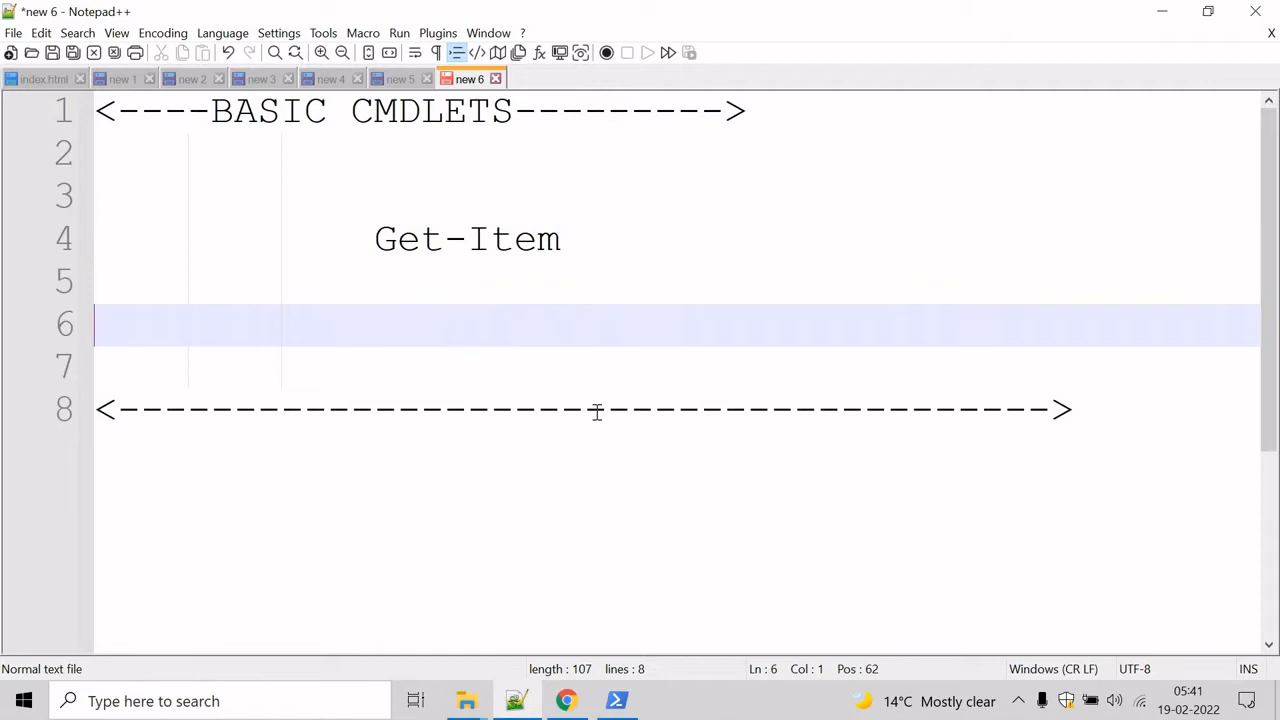 *new 6 - Notepad++
File Edit Search View Encoding Language Settings Tools Macro Run Plugins Window ? X
index.html new 1 new 2 new 3 new 4 new 5 new 6
1 <----BASIC CMDLETS--------->
2
3
4 Get-Item
5
6
7
8 <---------------------------------------->
Normal text file length : 107 lines : 8 Ln : 6 Col : 1 Pos : 62 Windows (CR LF) UTF-8 INS
Type here to search 14°C Mostly clear 05:41
19-02-2022